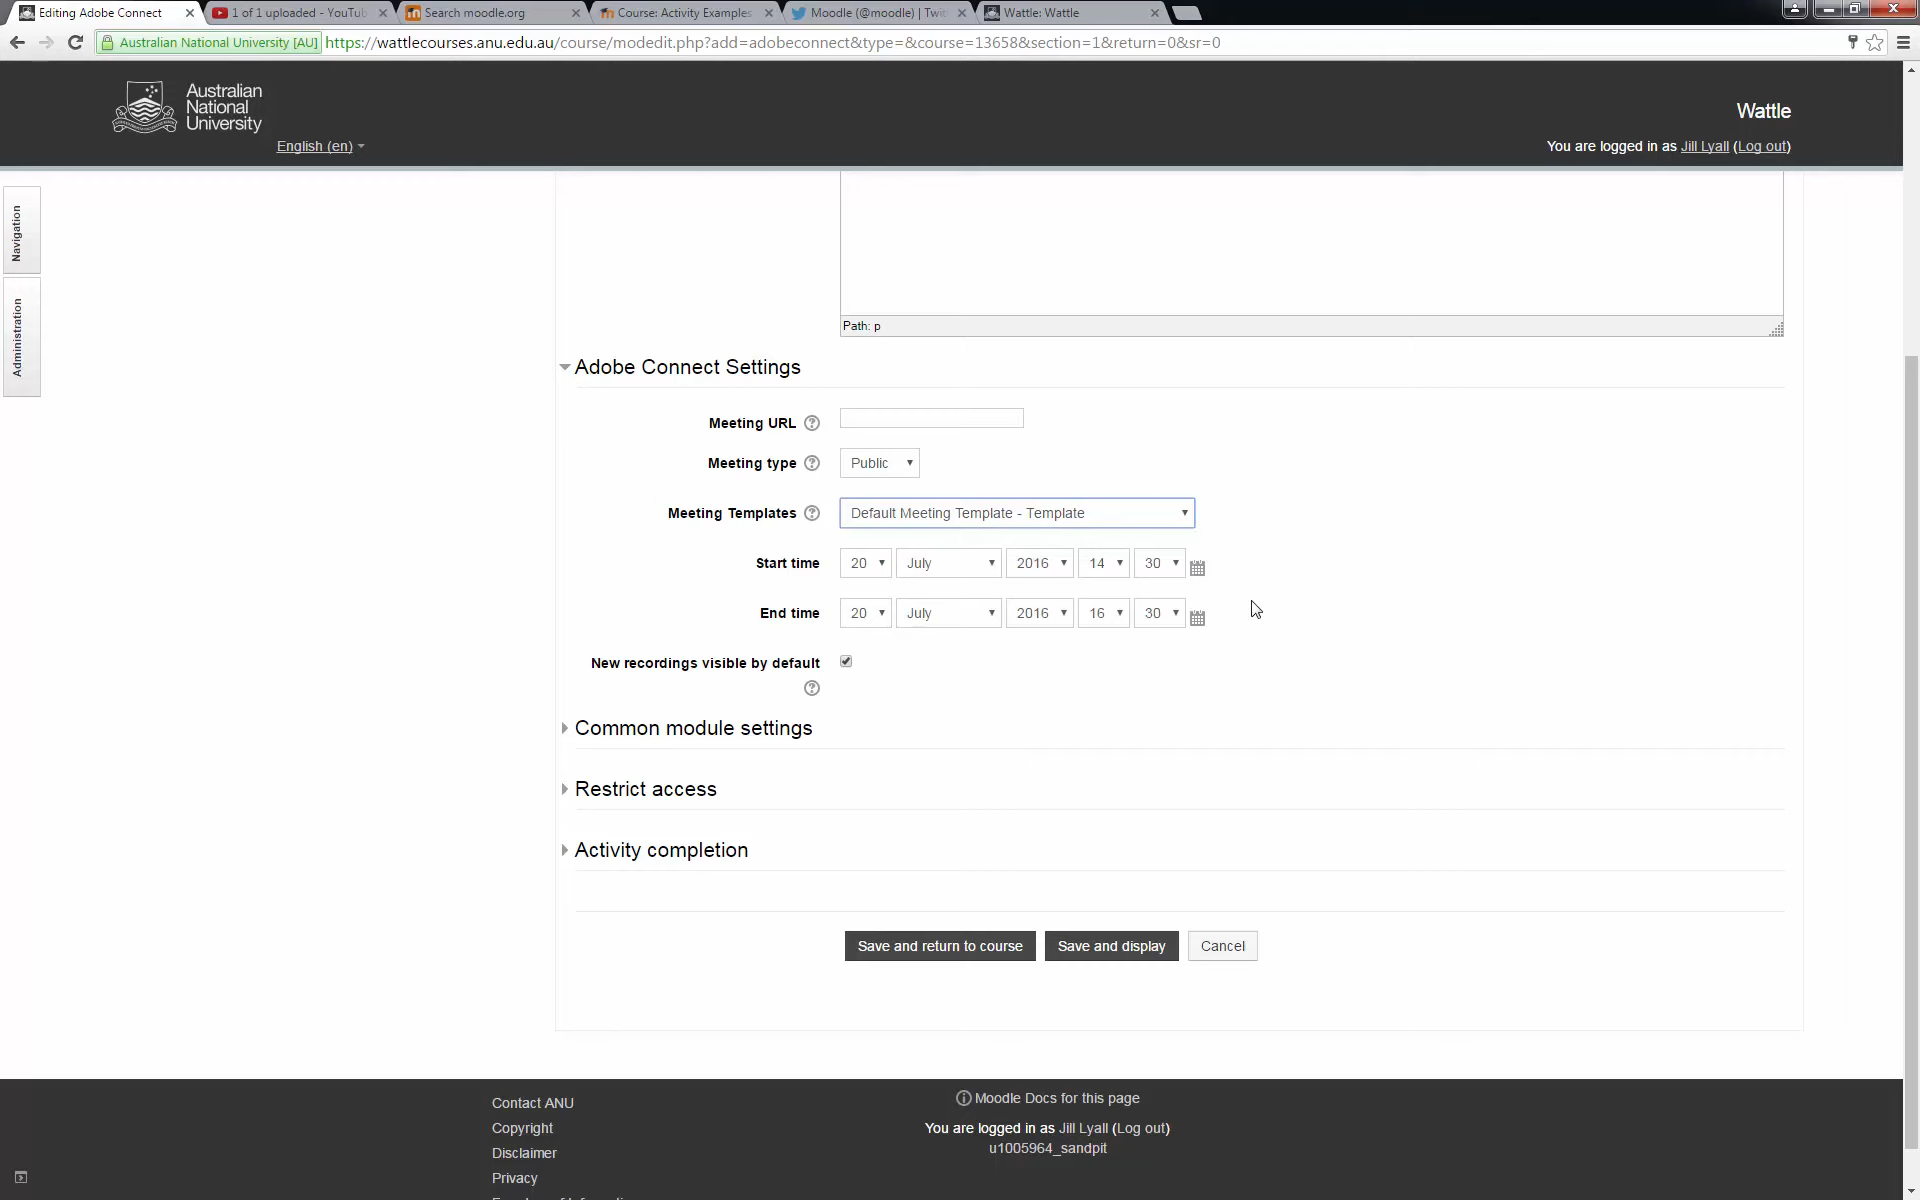 Editing Adobe Connect
1 of 1 uploaded - YouTub
Search moodle.org
Course: Activity Examples
Moodle (@moodle) | Twit
Wattle: Wattle
Australian National University [AU]
https://wattlecourses.anu.edu.au/course/modedit.php?add=adobeconnect&type=&course=13658&section=1&return=0&sr=0
Australian
National
University
English (en)
Wattle
You are logged in as Jill Lyall (Log out)
Navigation
Administration
Path: p
Adobe Connect Settings
Meeting URL
Meeting type
Public
Meeting Templates
Default Meeting Template - Template
Start time
20 July 2016 14 30
End time
20 July 2016 16 30
New recordings visible by default
Common module settings
Restrict access
Activity completion
Save and return to course
Save and display
Cancel
Contact ANU
Copyright
Disclaimer
Privacy
Moodle Docs for this page
You are logged in as Jill Lyall (Log out)
u1005964_sandpit